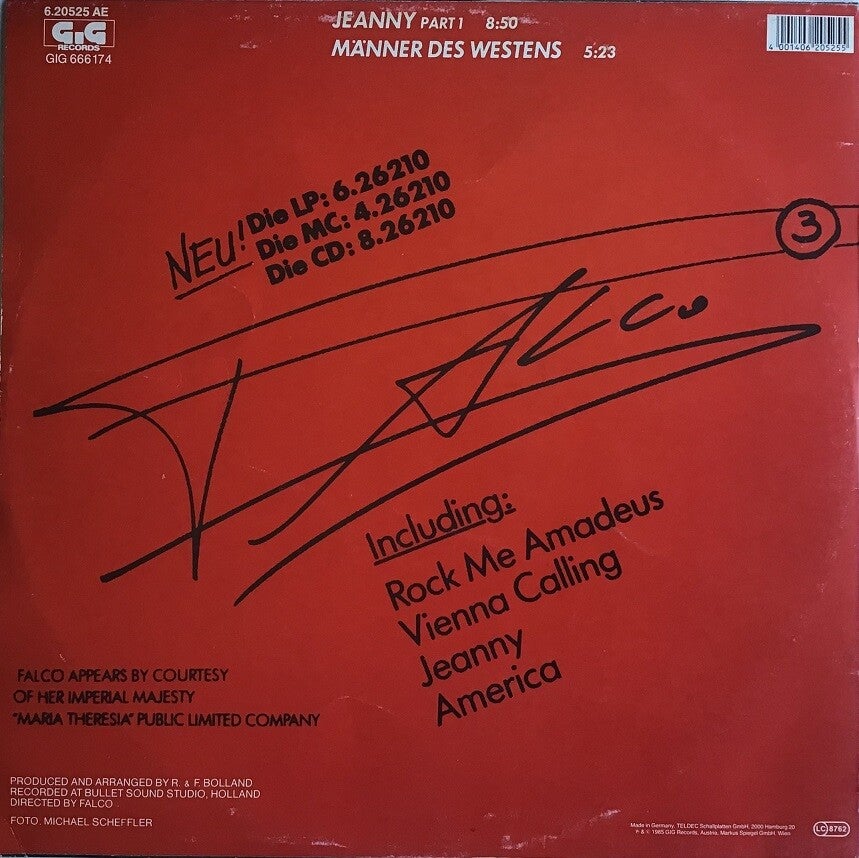 6.20525 AE
GiG
RECORDS
GIG 666174
JEANNY PART 1 8:50
MÄNNER DES WESTENS 5:23
4 001406 205255
NEU!
Die LP: 6.26210
Die MC: 4.26210
Die CD: 8.26210
3
FALCO
Including:
Rock Me Amadeus
Vienna Calling
Jeanny
America
FALCO APPEARS BY COURTESY
OF HER IMPERIAL MAJESTY
"MARIA THERESIA" PUBLIC LIMITED COMPANY
PRODUCED AND ARRANGED BY R. & F. BOLLAND
RECORDED AT BULLET SOUND STUDIO, HOLLAND
DIRECTED BY FALCO
FOTO. MICHAEL SCHEFFLER
Made in Germany, TELDEC Schallplatten GmbH, 2000 Hamburg 20
℗ & © 1985 GIG Records, Austria, Markus Spiegel GmbH, Wien
LC 8762